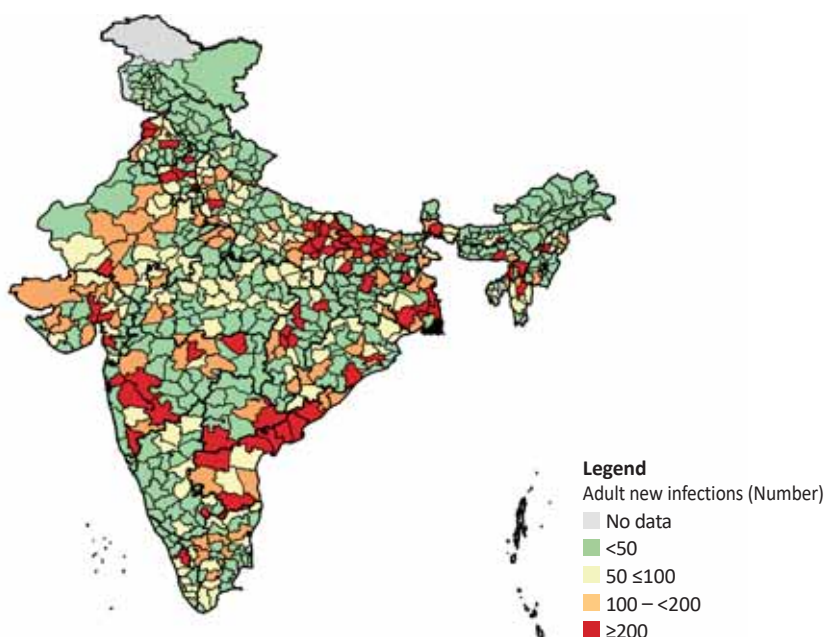 Legend
Adult new infections (Number)
No data
<50
50 ≤100
100 – <200
≥200